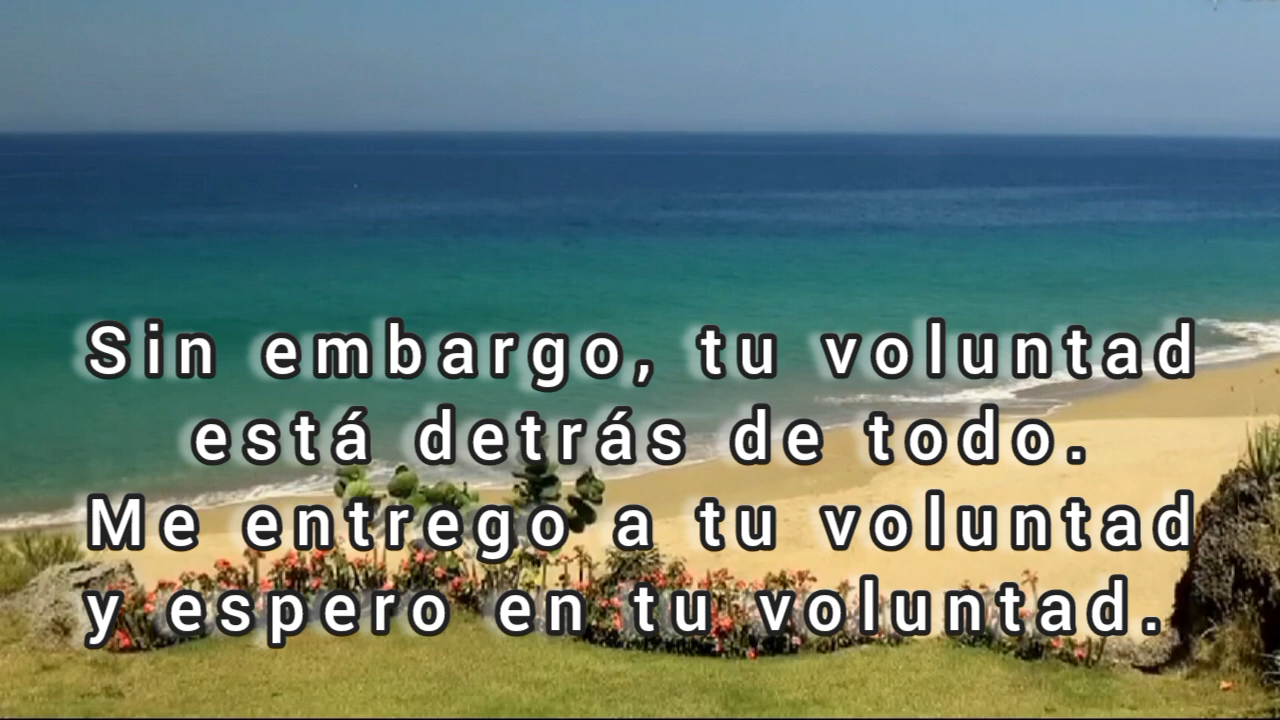 Sin embargo, tu voluntad
está detrás de todo.
Me entrego a tu voluntad
y espero en tu voluntad.